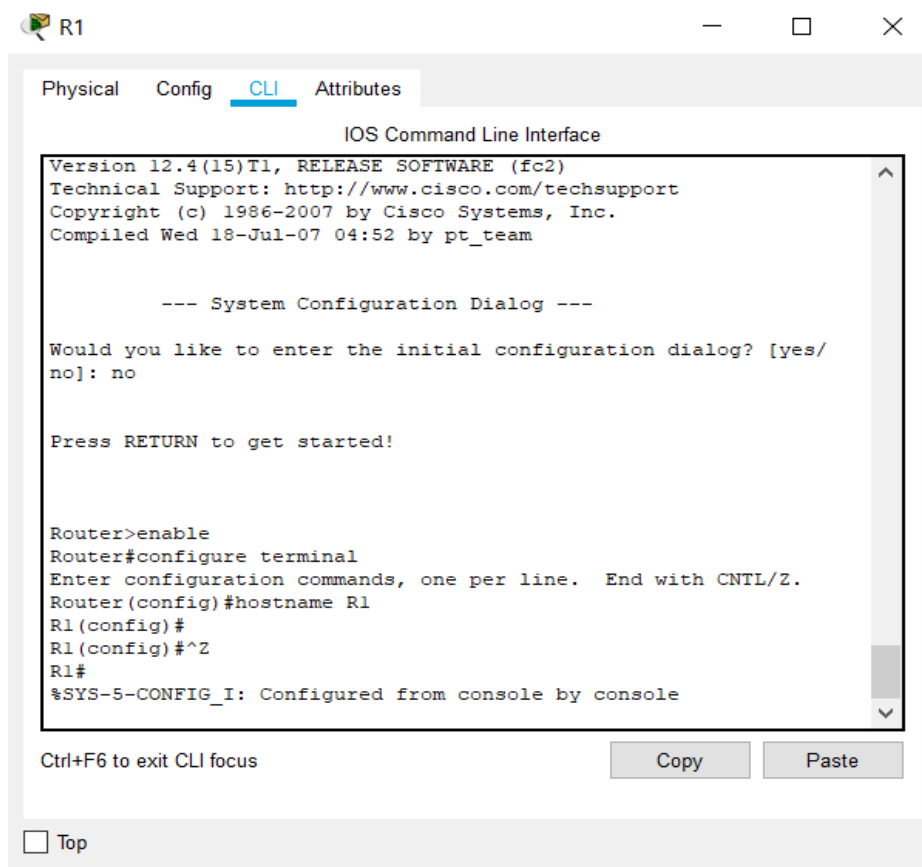 R1
Physical Config CLI Attributes
IOS Command Line Interface
Version 12.4(15)T1, RELEASE SOFTWARE (fc2)
Technical Support: http://www.cisco.com/techsupport
Copyright (c) 1986-2007 by Cisco Systems, Inc.
Compiled Wed 18-Jul-07 04:52 by pt_team
--- System Configuration Dialog ---
Would you like to enter the initial configuration dialog? [yes/
no]: no
Press RETURN to get started!
Router>enable
Router#configure terminal
Enter configuration commands, one per line.  End with CNTL/Z.
Router(config)#hostname R1
R1(config)#
R1(config)#^Z
R1#
%SYS-5-CONFIG_I: Configured from console by console
Ctrl+F6 to exit CLI focus
Copy Paste
Top